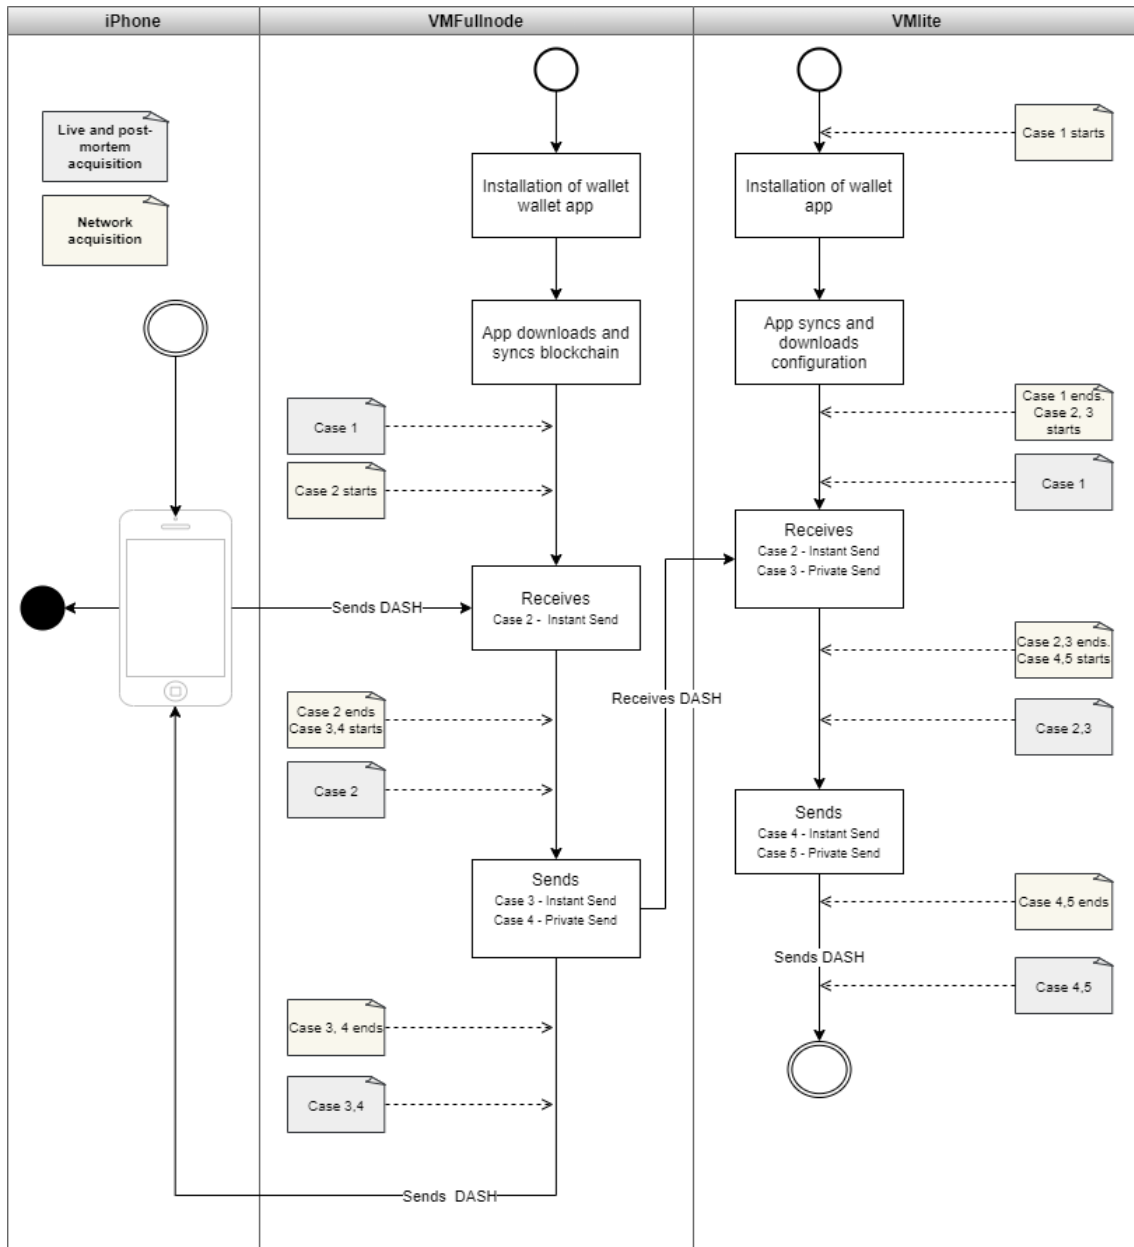 iPhone
VMFullnode
VMlite
Live and post-
mortem
acquisition
Network
acquisition
Installation of wallet
wallet app
App downloads and
syncs blockchain
Case 1
Case 2 starts
Sends DASH
Receives
Case 2 - Instant Send
Case 2 ends
Case 3,4 starts
Case 2
Sends
Case 3 - Instant Send
Case 4 - Private Send
Receives DASH
Case 3, 4 ends
Case 3,4
Sends DASH
Case 1 starts
Installation of wallet
app
App syncs and
downloads
configuration
Case 1 ends.
Case 2, 3
starts
Case 1
Receives
Case 2 - Instant Send
Case 3 - Private Send
Case 2,3 ends.
Case 4,5 starts
Case 2,3
Sends
Case 4 - Instant Send
Case 5 - Private Send
Case 4,5 ends
Sends DASH
Case 4,5